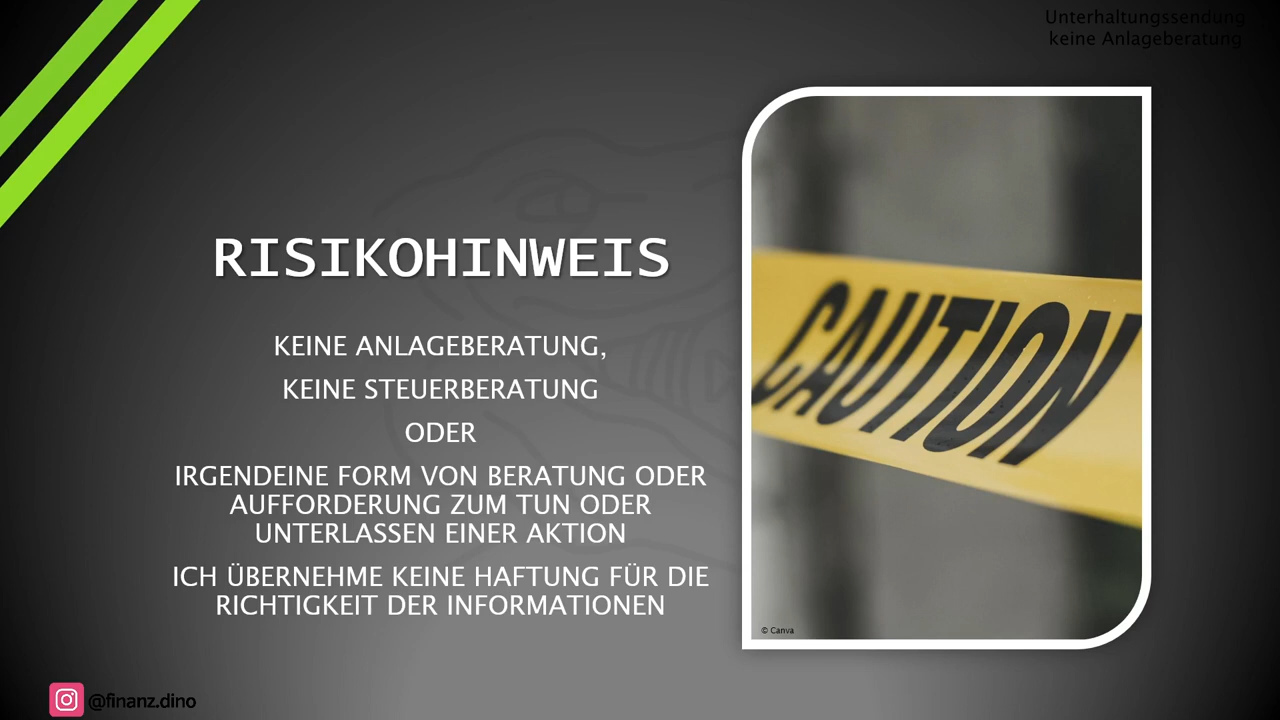 Unterhaltungssendung
keine Anlageberatung
RISIKOHINWEIS
KEINE ANLAGEBERATUNG,
KEINE STEUERBERATUNG
ODER
IRGENDEINE FORM VON BERATUNG ODER
AUFFORDERUNG ZUM TUN ODER
UNTERLASSEN EINER AKTION
ICH ÜBERNEHME KEINE HAFTUNG FÜR DIE
RICHTIGKEIT DER INFORMATIONEN
CAUTION
© Canva
@finanz.dino